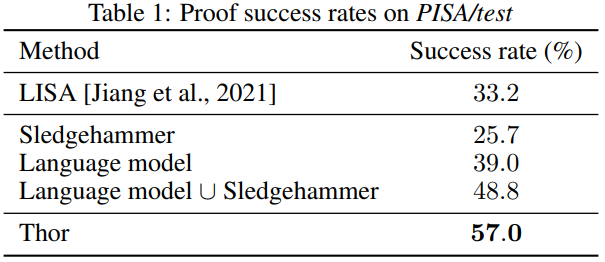 Table 1: Proof success rates on PISA/test
Method Success rate (%)
LISA [Jiang et al., 2021] 33.2
Sledgehammer 25.7
Language model 39.0
Language model ∪ Sledgehammer 48.8
Thor 57.0